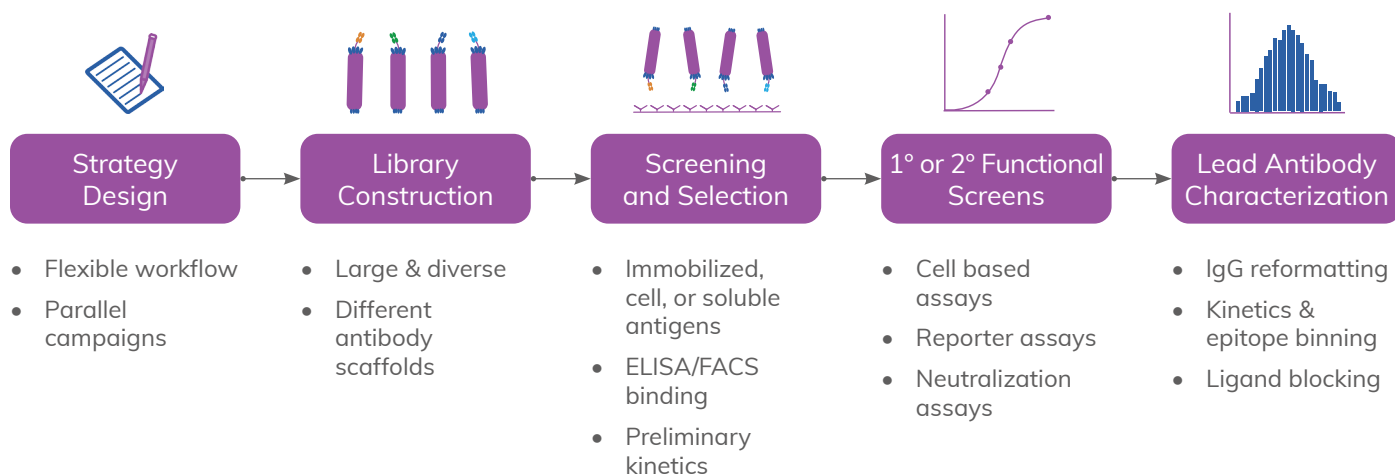 Strategy
Design
Library
Construction
Screening
and Selection
1° or 2° Functional
Screens
Lead Antibody
Characterization
• Flexible workflow
• Parallel
campaigns
• Large & diverse
• Different
antibody
scaffolds
• Immobilized,
cell, or soluble
antigens
• ELISA/FACS
binding
• Preliminary
kinetics
• Cell based
assays
• Reporter assays
• Neutralization
assays
• IgG reformatting
• Kinetics &
epitope binning
• Ligand blocking